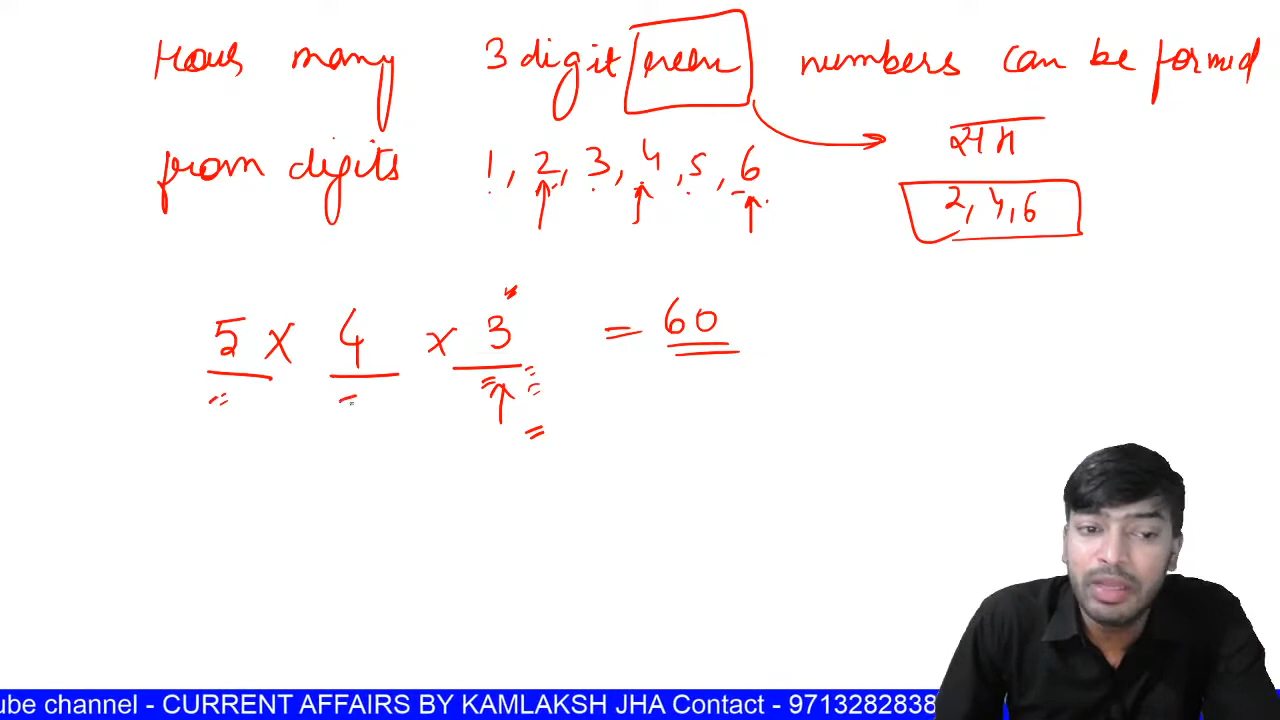 How many 3 digit even numbers can be formed
from digits 1, 2, 3, 4, 5, 6
सम
2, 4, 6
5 x 4 x 3 = 60
ube channel - CURRENT AFFAIRS BY KAMLAKSH JHA Contact - 9713282838